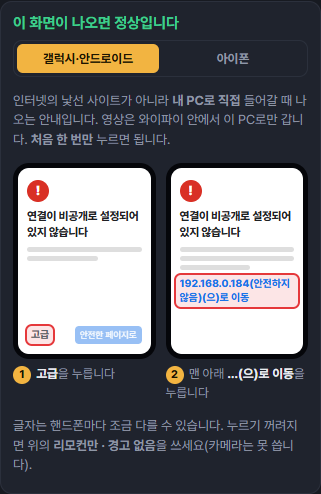 이 화면이 나오면 정상입니다
갤럭시·안드로이드
아이폰
인터넷의 낯선 사이트가 아니라 내 PC로 직접 들어갈 때 나
오는 안내입니다. 영상은 와이파이 안에서 이 PC로만 갑니
다. 처음 한 번만 누르면 됩니다.
!
연결이 비공개로 설정되어
있지 않습니다
고급
안전한 페이지로
!
연결이 비공개로 설정되어
있지 않습니다
192.168.0.184(안전하지
않음)(으)로 이동
1 고급을 누릅니다
2 맨 아래 …(으)로 이동을
누릅니다
글자는 핸드폰마다 조금 다를 수 있습니다. 누르기 꺼려지
면 위의 리모컨만 · 경고 없음을 쓰세요(카메라는 못 씁니
다).